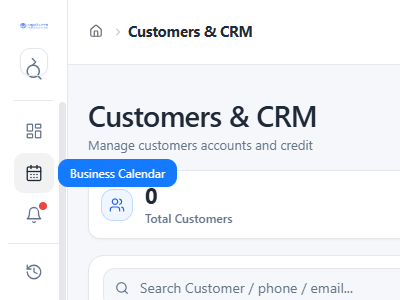 Customers & CRM
Customers & CRM
Manage customers accounts and credit
Business Calendar
0
Total Customers
Search Customer / phone / email...